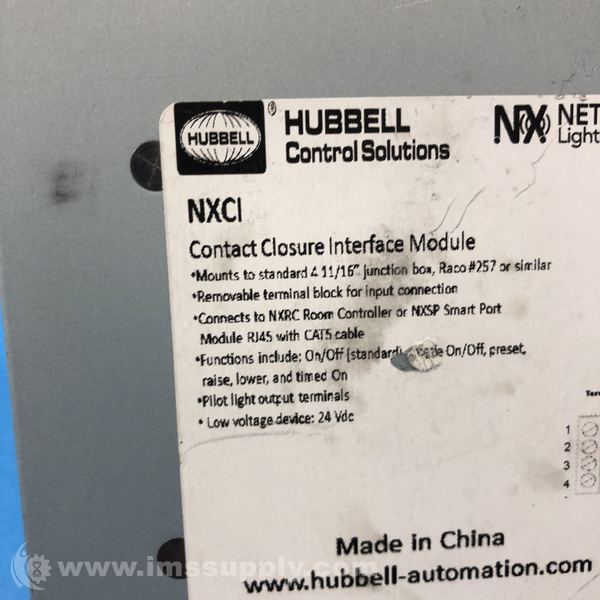 HUBBELL
® HUBBELL
Control Solutions
NX NET
Light
NXCI
Contact Closure Interface Module
*Mounts to standard 4 11/16" junction box, Raco #257 or similar
*Removable terminal block for input connection
*Connects to NXRC Room Controller or NXSP Smart Port
Module RJ45 with CAT5 cable
*Functions include: On/Off (standard), On/Off, preset,
raise, lower, and timed On
*Pilot light output terminals
* Low voltage device: 24 Vdc
Ter
1
2
3
4
Made in China
www.hubbell-automation.com
www.imssupply.com